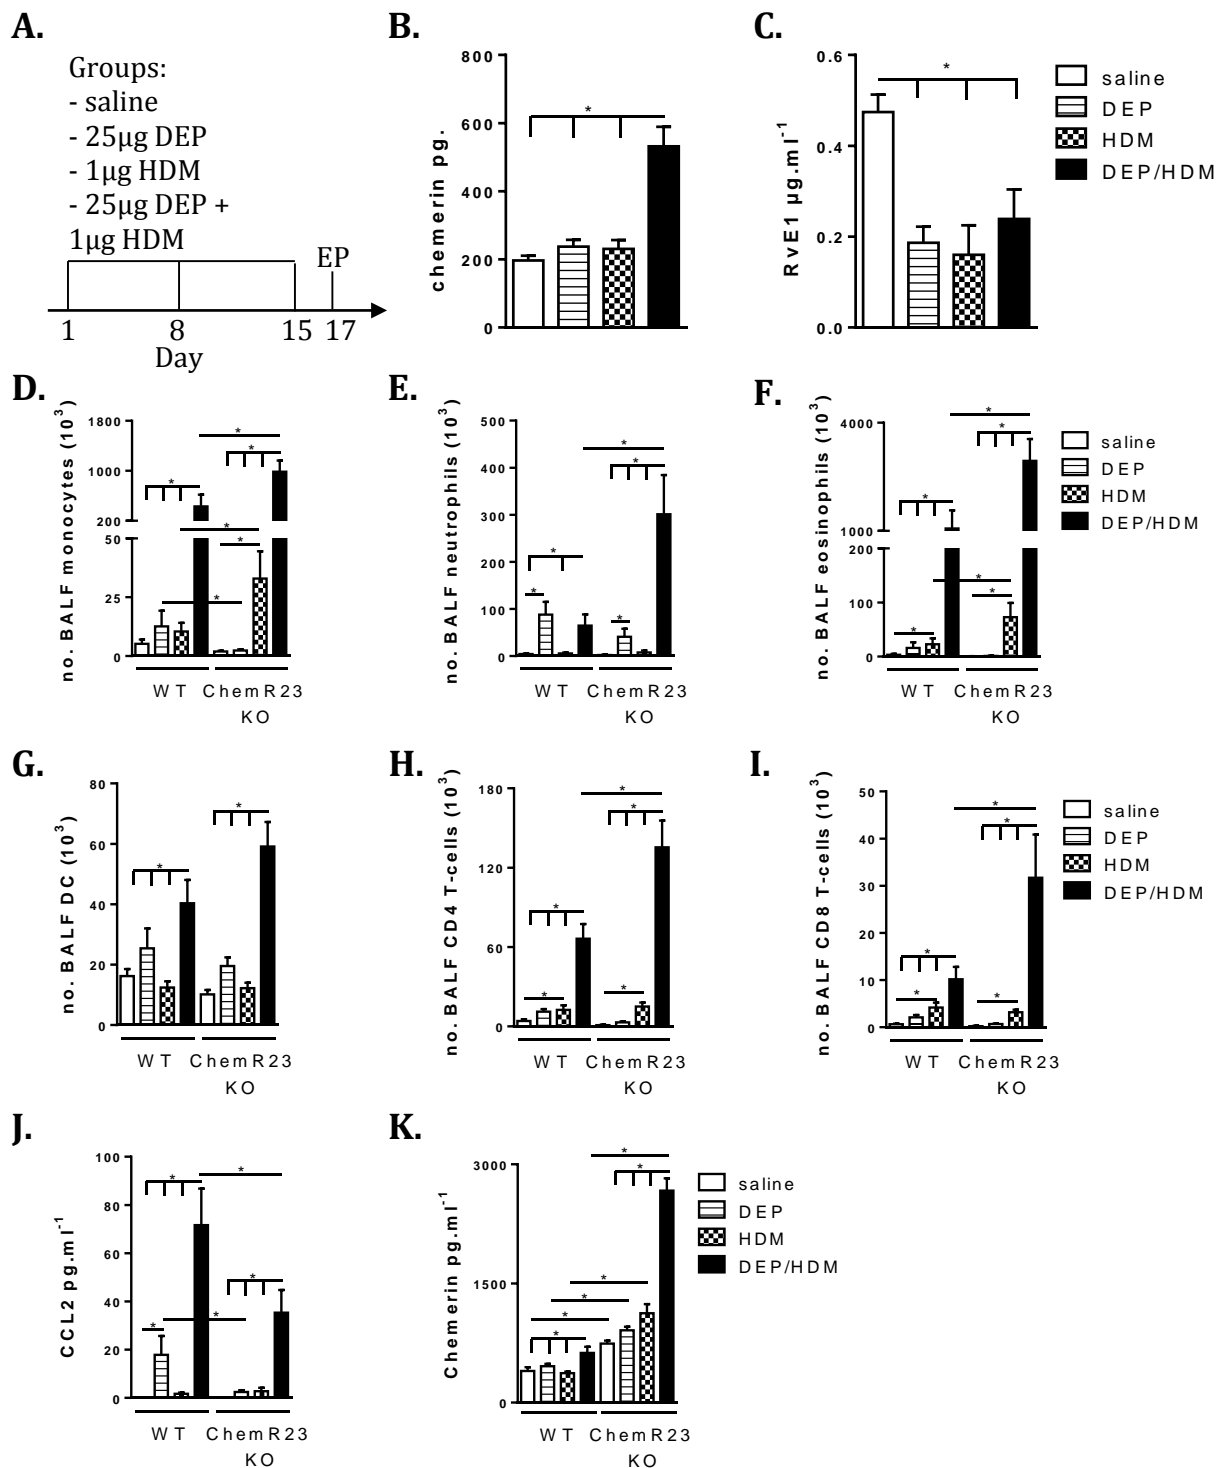 A.
Groups:
- saline
- 25µg DEP
- 1µg HDM
- 25µg DEP +
1µg HDM
EP
1 8 15 17
Day
B.
chemerin pg.
800
600
400
200
0
*
C.
RvE1 µg.ml-1
0.6
0.4
0.2
0.0
*
saline
DEP
HDM
DEP/HDM
D.
no. BALF monocytes (10³)
1800
1000
200
50
25
0
* * * * * *
WT ChemR23
KO
E.
no. BALF neutrophils (10³)
500
400
300
200
100
0
* * * * *
WT ChemR23
KO
F.
no. BALF eosinophils (10³)
4000
1000
200
100
0
* * * * * *
WT ChemR23
KO
saline
DEP
HDM
DEP/HDM
G.
no. BALF DC (10³)
80
60
40
20
0
* *
WT ChemR23
KO
H.
no. BALF CD4 T-cells (10³)
180
120
60
0
* * * * *
WT ChemR23
KO
I.
no. BALF CD8 T-cells (10³)
50
40
30
20
10
0
* * * * *
WT ChemR23
KO
saline
DEP
HDM
DEP/HDM
J.
CCL2 pg.ml-1
100
80
60
40
20
0
* * * * *
WT ChemR23
KO
K.
Chemerin pg.ml-1
3000
1500
0
* * * * * *
WT ChemR23
KO
saline
DEP
HDM
DEP/HDM